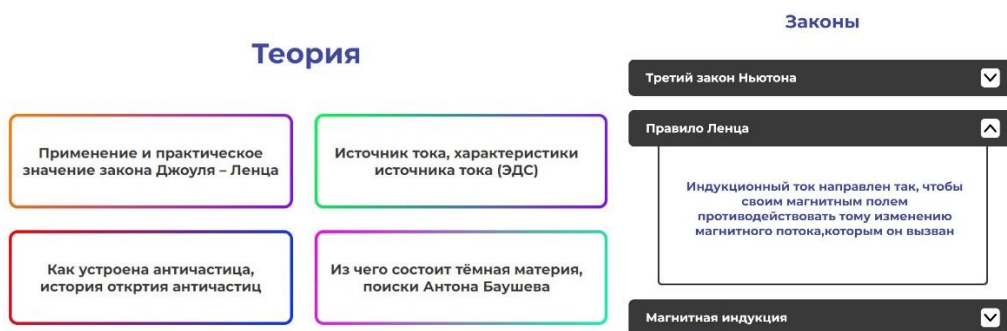 Теория
Применение и практическое
значение закона Джоуля – Ленца
Источник тока, характеристики
источника тока (ЭДС)
Как устроена античастица,
история откртия античастиц
Из чего состоит тёмная материя,
поиски Антона Баушева
Законы
Третий закон Ньютона
Правило Ленца
Индукционный ток направлен так, чтобы
своим магнитным полем
противодействовать тому изменению
магнитного потока,которым он вызван
Магнитная индукция